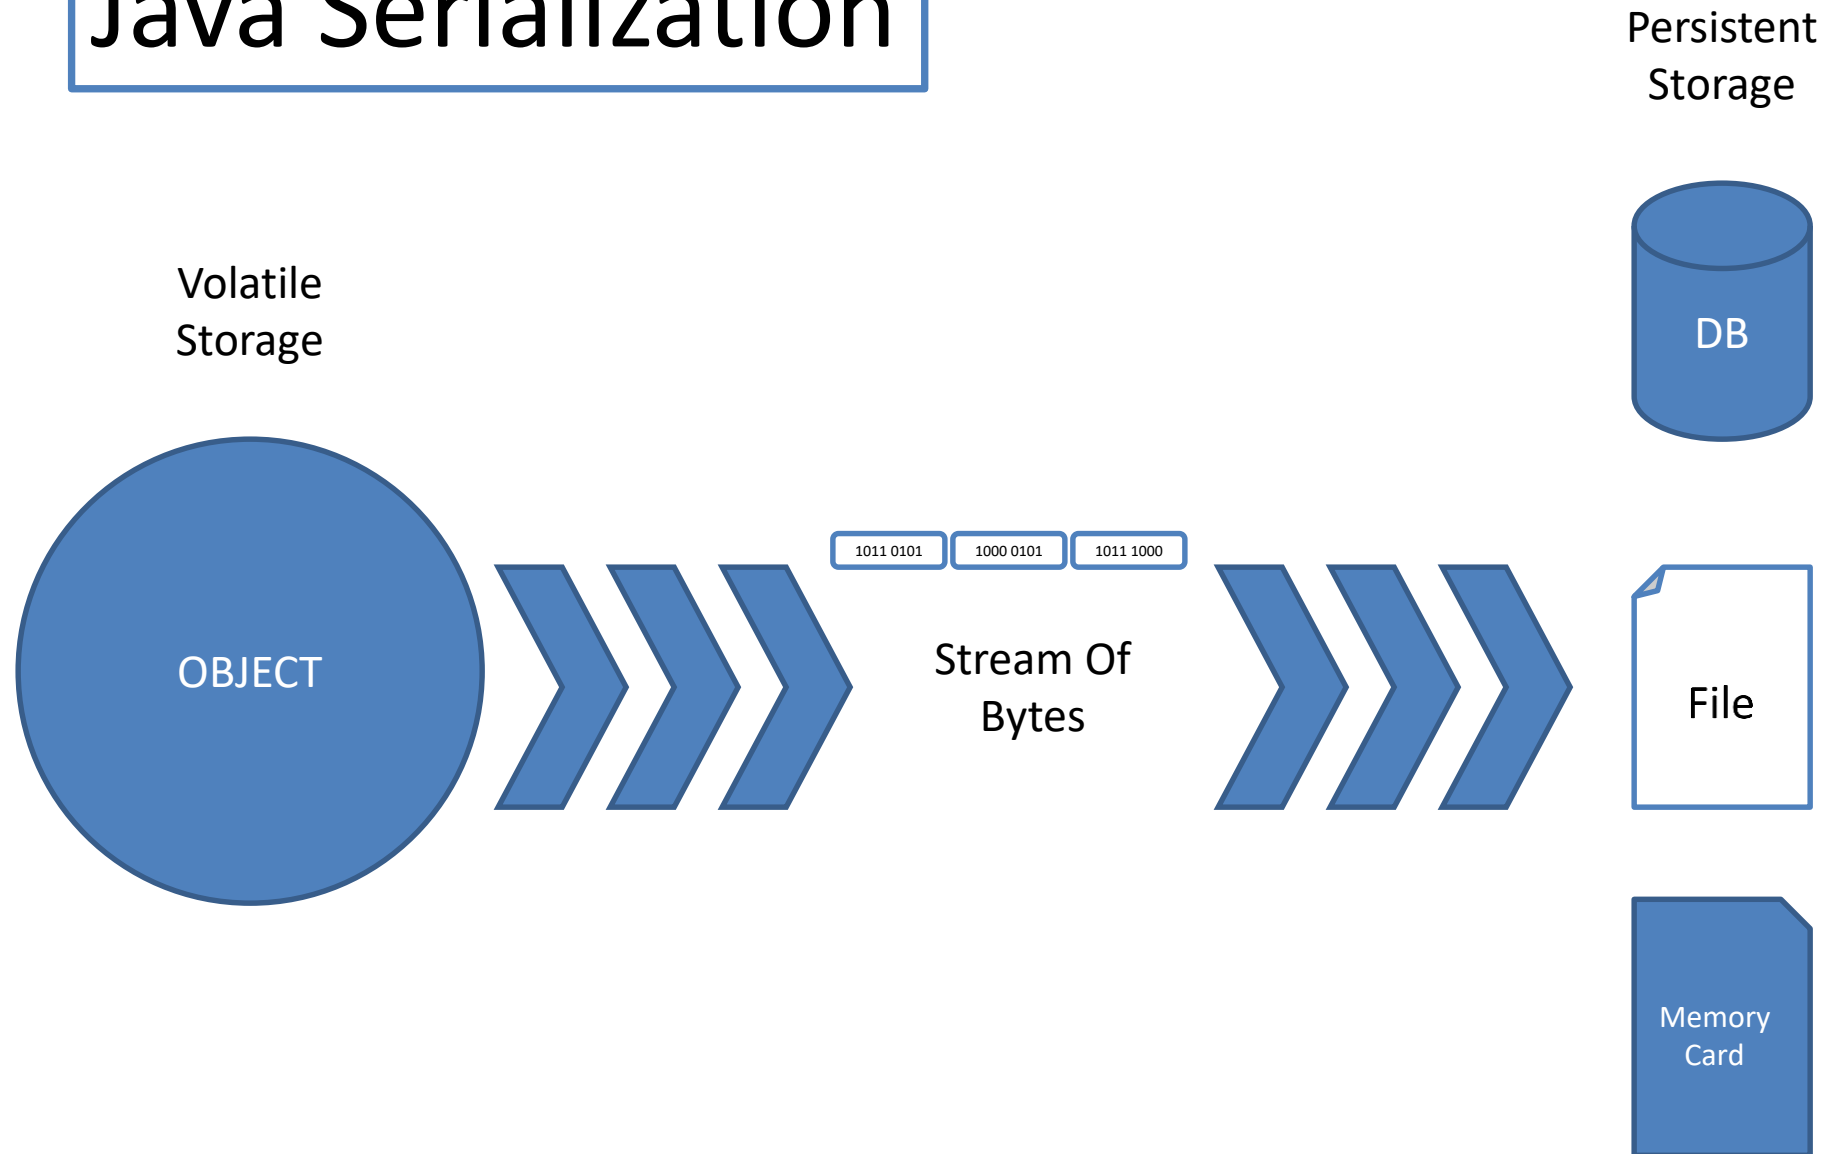 Java Serialization
Persistent
Storage
Volatile
Storage
DB
1011 0101
1000 0101
1011 1000
OBJECT
Stream Of
Bytes
File
Memory
Card